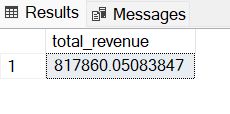 Results Messages
total_revenue
1 817860.05083847